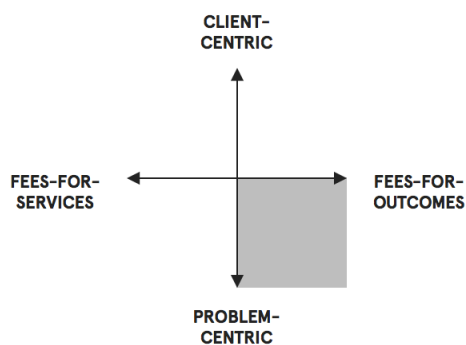 CLIENT-
CENTRIC
FEES-FOR-
SERVICES
FEES-FOR-
OUTCOMES
PROBLEM-
CENTRIC